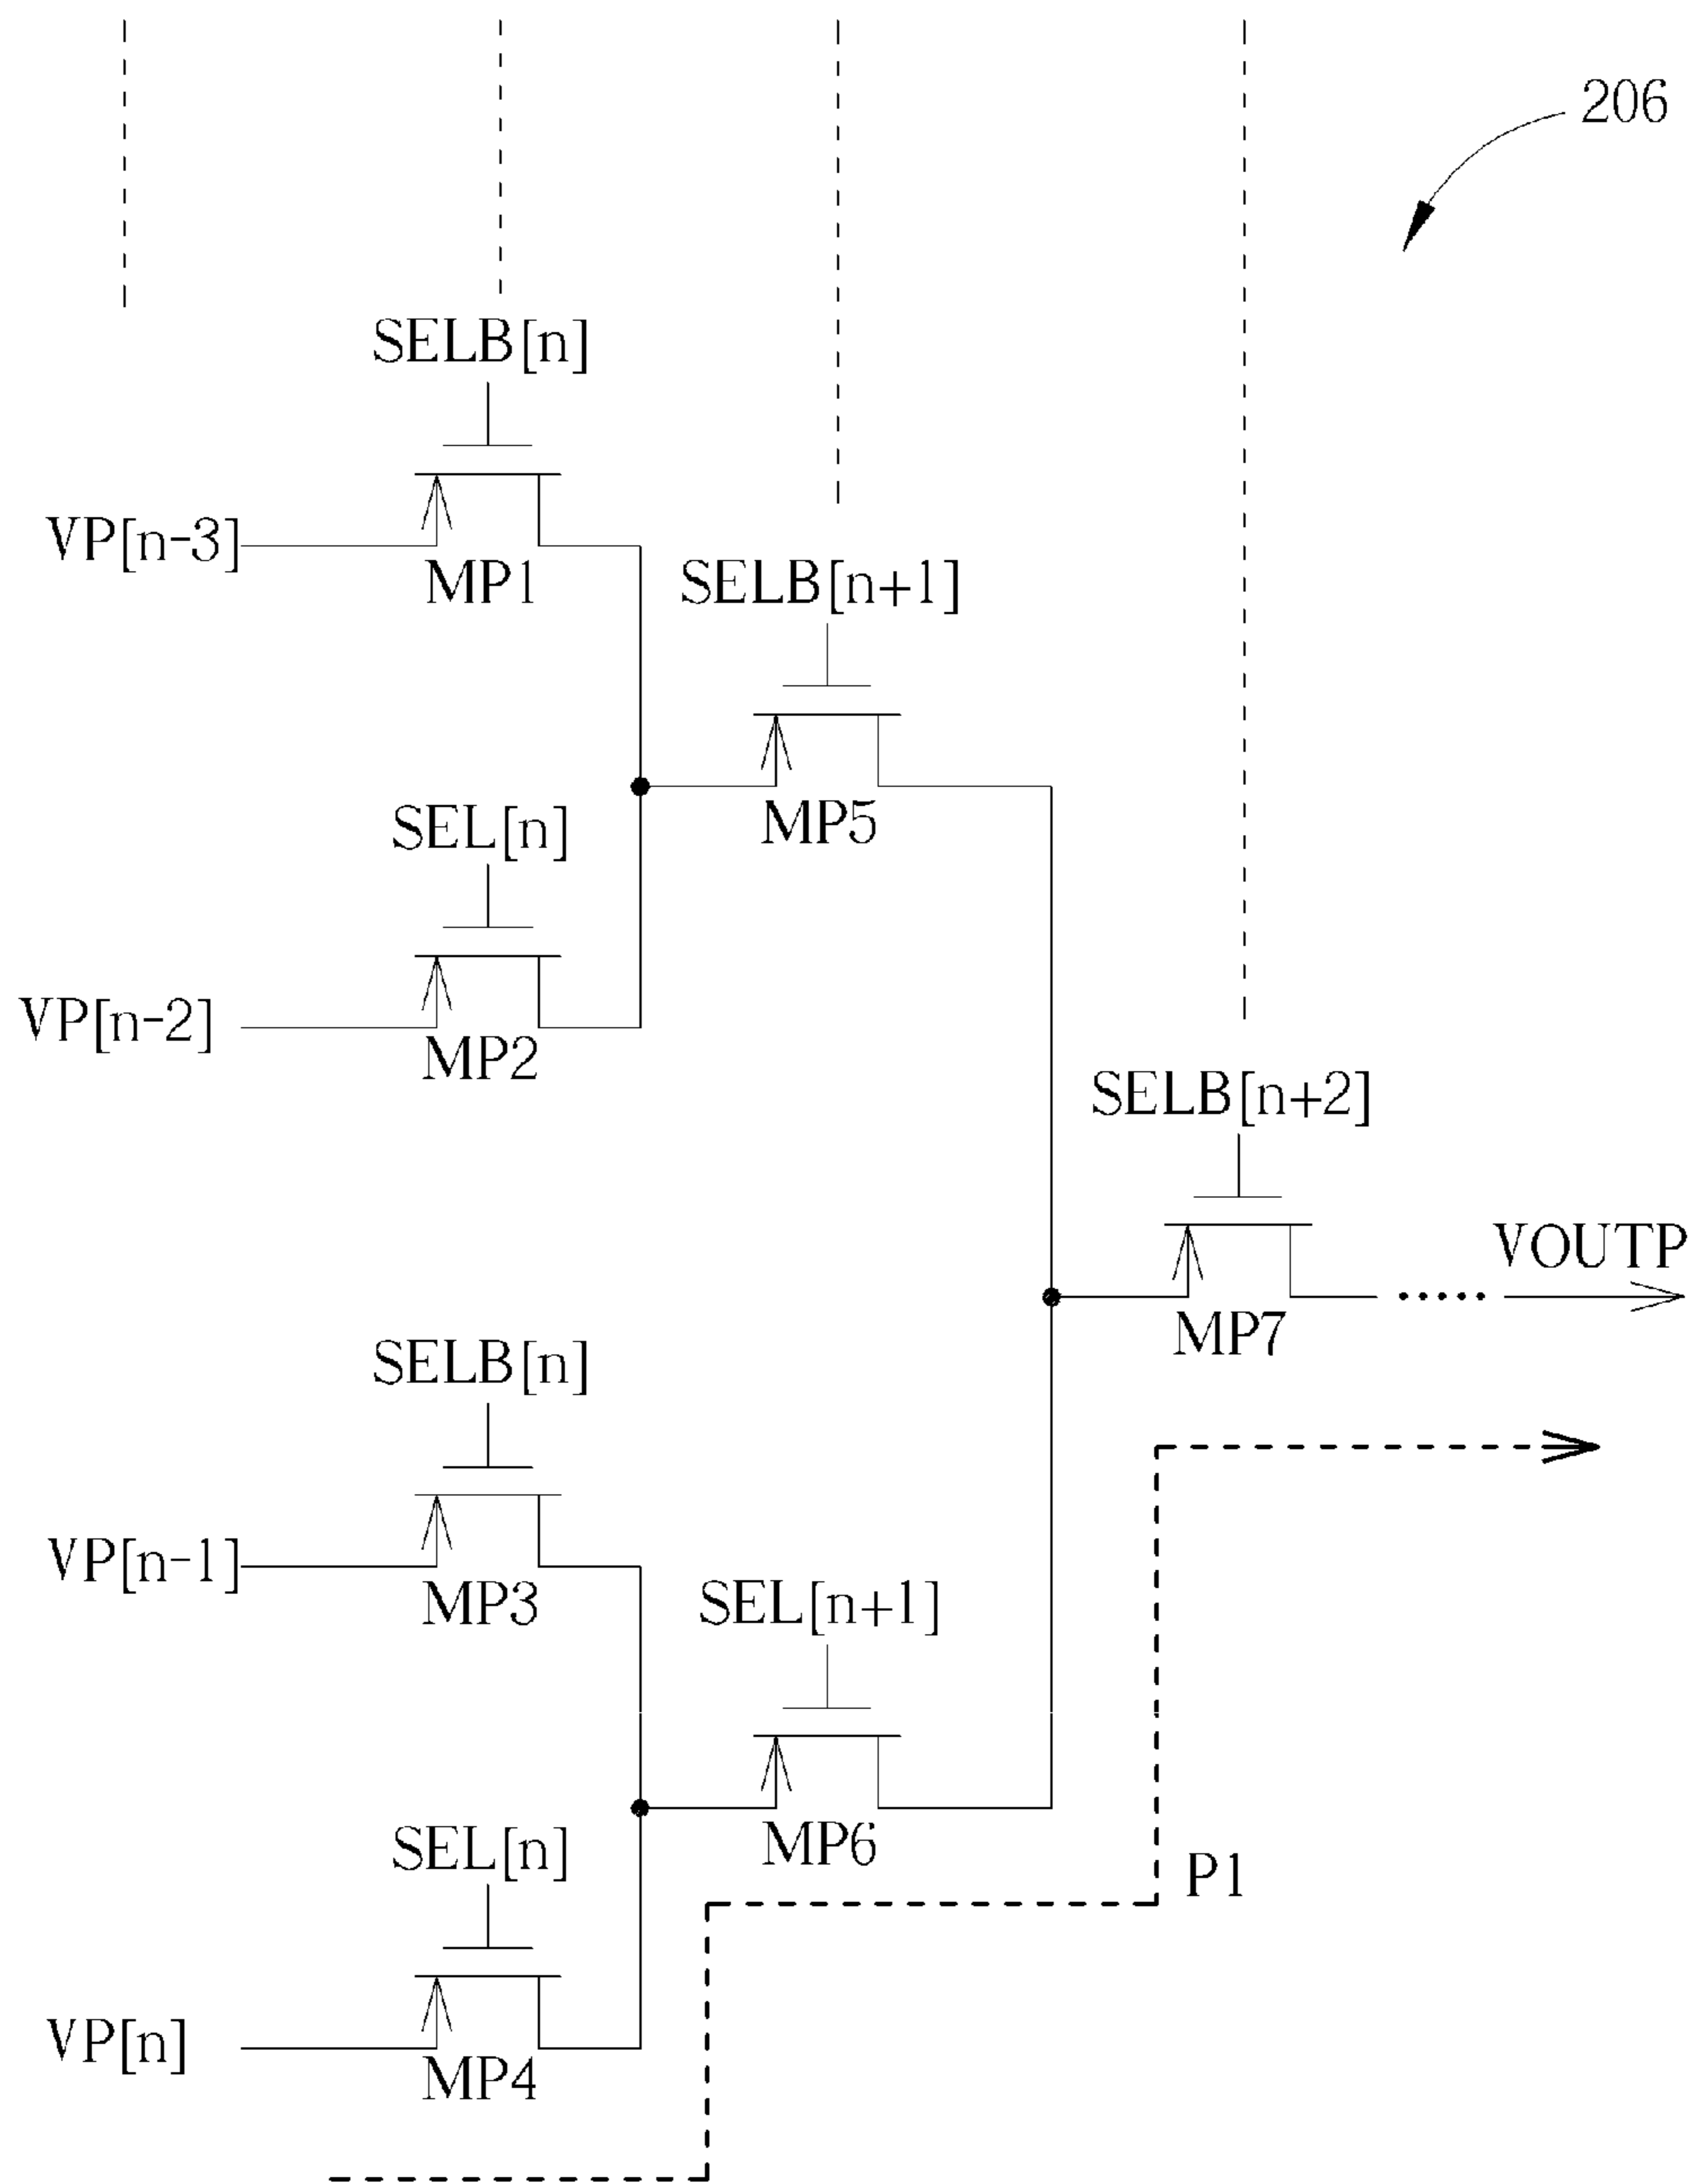 206
SELB[n]
VP[n-3]
MP1
SELB[n+1]
MP5
SEL[n]
VP[n-2]
MP2
SELB[n+2]
VOUTP
MP7
SELB[n]
VP[n-1]
MP3
SEL[n+1]
MP6
SEL[n]
P1
VP[n]
MP4